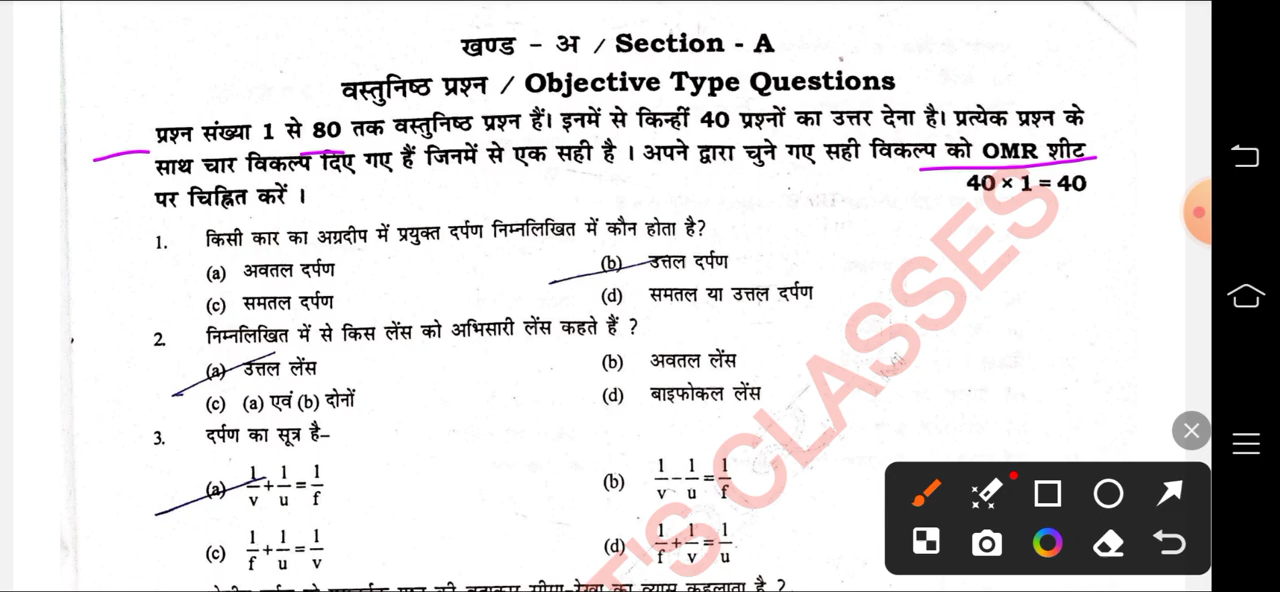 खण्ड - अ / Section - A
वस्तुनिष्ठ प्रश्न / Objective Type Questions
प्रश्न संख्या 1 से 80 तक वस्तुनिष्ठ प्रश्न हैं। इनमें से किन्हीं 40 प्रश्नों का उत्तर देना है। प्रत्येक प्रश्न के
साथ चार विकल्प दिए गए हैं जिनमें से एक सही है । अपने द्वारा चुने गए सही विकल्प को OMR शीट
पर चिह्नित करें ।
40 × 1 = 40
1. किसी कार का अग्रदीप में प्रयुक्त दर्पण निम्नलिखित में कौन होता है?
(a) अवतल दर्पण
(b) उत्तल दर्पण
(c) समतल दर्पण
(d) समतल या उत्तल दर्पण
2. निम्नलिखित में से किस लेंस को अभिसारी लेंस कहते हैं ?
(a) उत्तल लेंस
(b) अवतल लेंस
(c) (a) एवं (b) दोनों
(d) बाइफोकल लेंस
3. दर्पण का सूत्र है–
(a) 1/v + 1/u = 1/f
(b) 1/v − 1/u = 1/f
(c) 1/f + 1/u = 1/v
(d) 1/f + 1/v = 1/u
का व्यास कहलाता है ?
T'S CLASSES